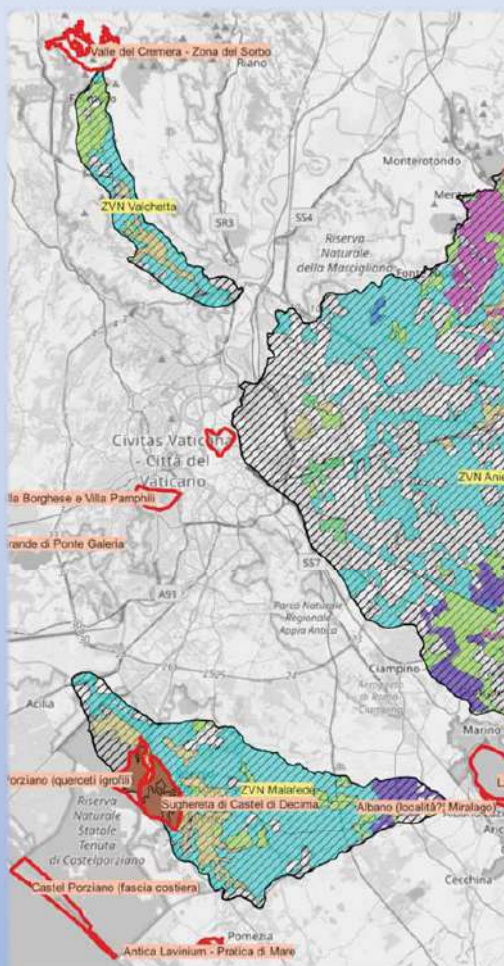 Valle del Cremera - Zona del Sorbo
Riano
Monterotondo
ZVN Valchetta
SR3
SS4
Riserva
Naturale
della Marcigliana
Civitas Vaticana
- Città del
Vaticano
lla Borghese e Villa Pamphili
ZVN Anie
rande di Ponte Galeria
SS7
A91
Parco Naturale
Regionale
Appia Antica
Ciampino
Acilia
Marino
ZVN Malafede
Porziano (querceti igrofili)
Sughereta di Castel di Decima
Albano (località?: Miralago)
Riserva
Naturale
Statale
Tenuta
di Castelporziano
Cecchina
Castel Porziano (fascia costiera)
Pomezia
Antica Lavinium - Pratica di Mare